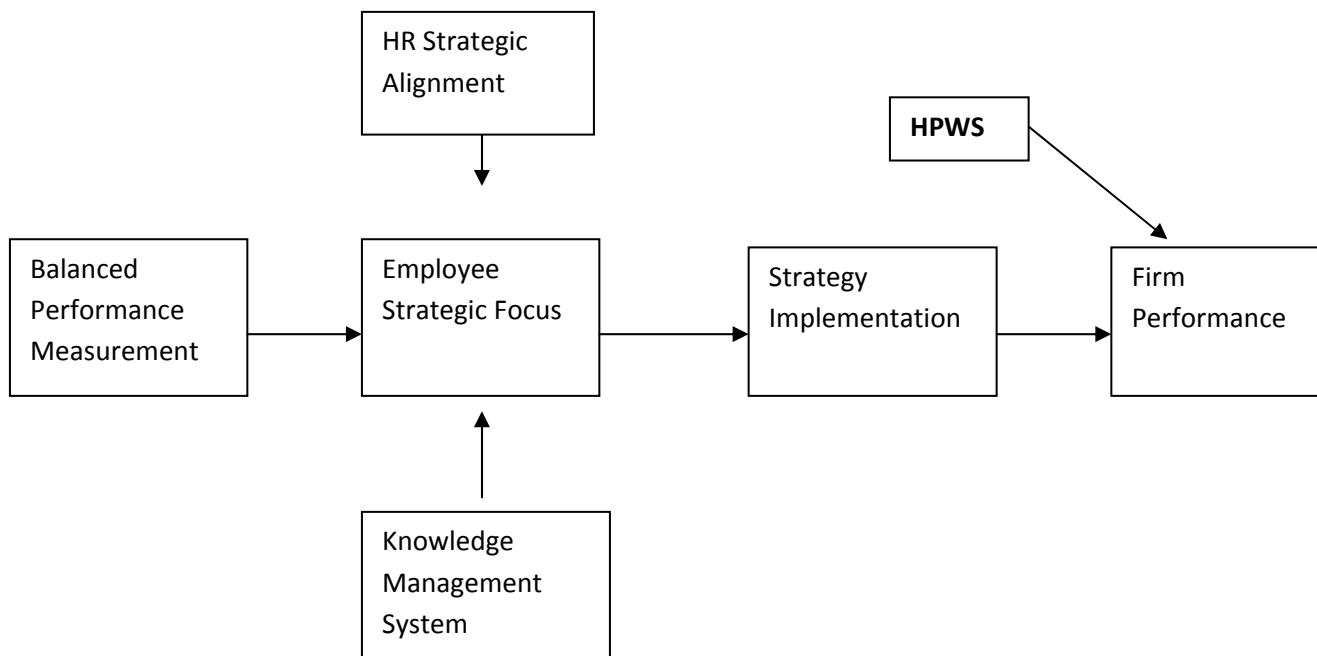 HR Strategic
Alignment
HPWS
Balanced
Performance
Measurement
Employee
Strategic Focus
Strategy
Implementation
Firm
Performance
Knowledge
Management
System